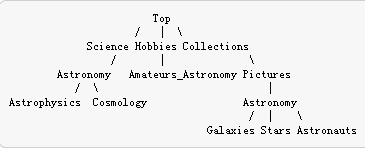 Top
Science Hobbies Collections
Astronomy Amateurs_Astronomy Pictures
Astrophysics Cosmology Astronomy
Galaxies Stars Astronauts